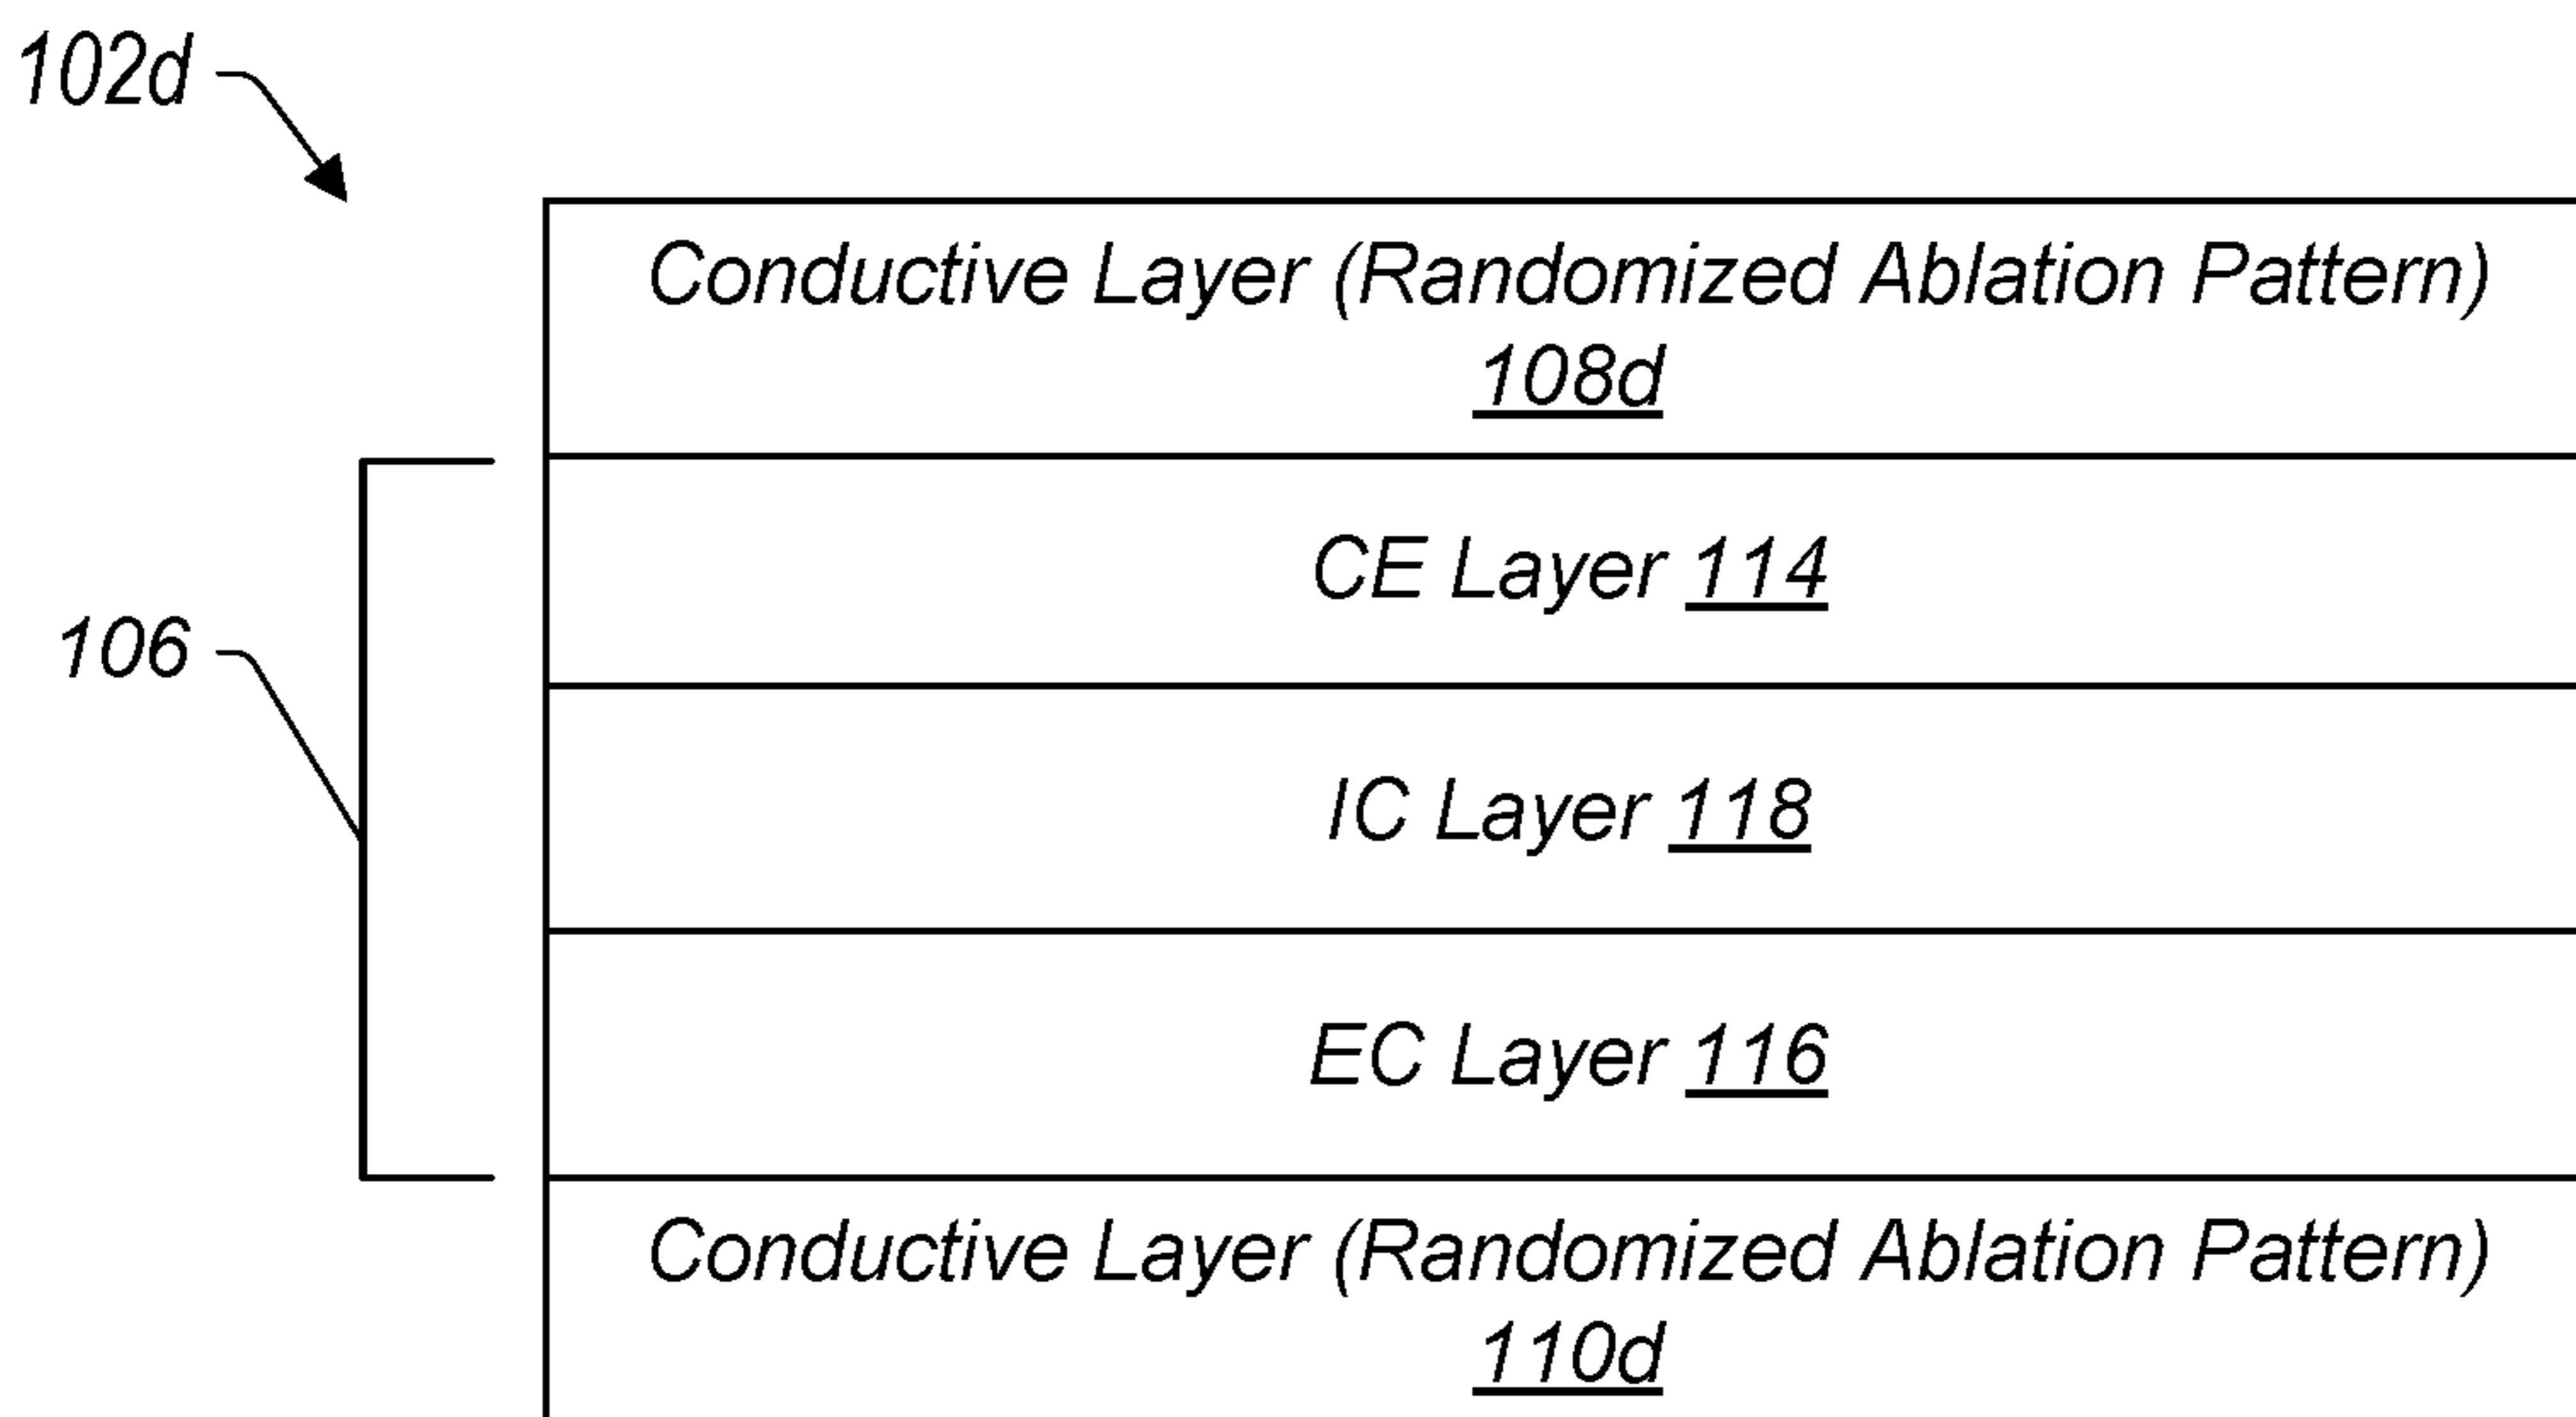 102d
Conductive Layer (Randomized Ablation Pattern)
108d
CE Layer 114
106
IC Layer 118
EC Layer 116
Conductive Layer (Randomized Ablation Pattern)
110d